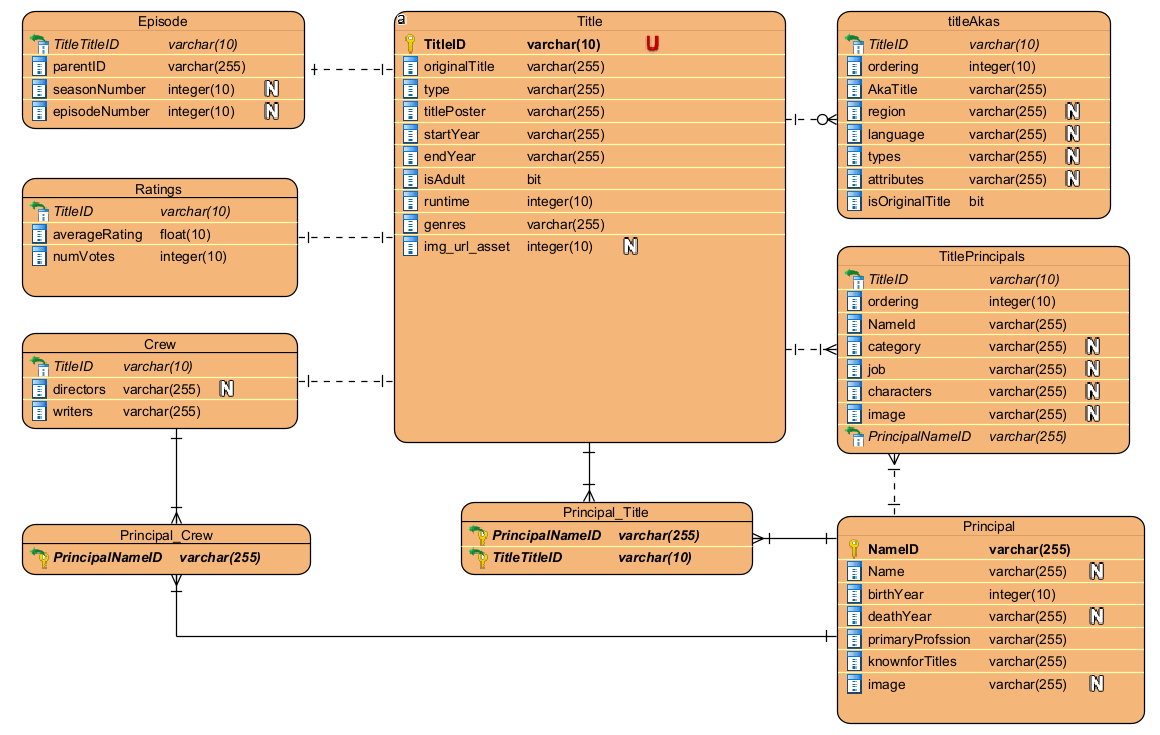 Episode
TitleTitleID varchar(10)
parentID varchar(255)
seasonNumber integer(10) N
episodeNumber integer(10) N
Ratings
TitleID varchar(10)
averageRating float(10)
numVotes integer(10)
Crew
TitleID varchar(10)
directors varchar(255) N
writers varchar(255)
Principal_Crew
PrincipalNameID varchar(255)
a
Title
TitleID varchar(10) U
originalTitle varchar(255)
type varchar(255)
titlePoster varchar(255)
startYear varchar(255)
endYear varchar(255)
isAdult bit
runtime integer(10)
genres varchar(255)
img_url_asset integer(10) N
Principal_Title
PrincipalNameID varchar(255)
TitleTitleID varchar(10)
titleAkas
TitleID varchar(10)
ordering integer(10)
AkaTitle varchar(255)
region varchar(255) N
language varchar(255) N
types varchar(255) N
attributes varchar(255) N
isOriginalTitle bit
TitlePrincipals
TitleID varchar(10)
ordering integer(10)
NameId varchar(255)
category varchar(255) N
job varchar(255) N
characters varchar(255) N
image varchar(255) N
PrincipalNameID varchar(255)
Principal
NameID varchar(255)
Name varchar(255) N
birthYear integer(10)
deathYear varchar(255) N
primaryProfssion varchar(255)
knownforTitles varchar(255)
image varchar(255) N